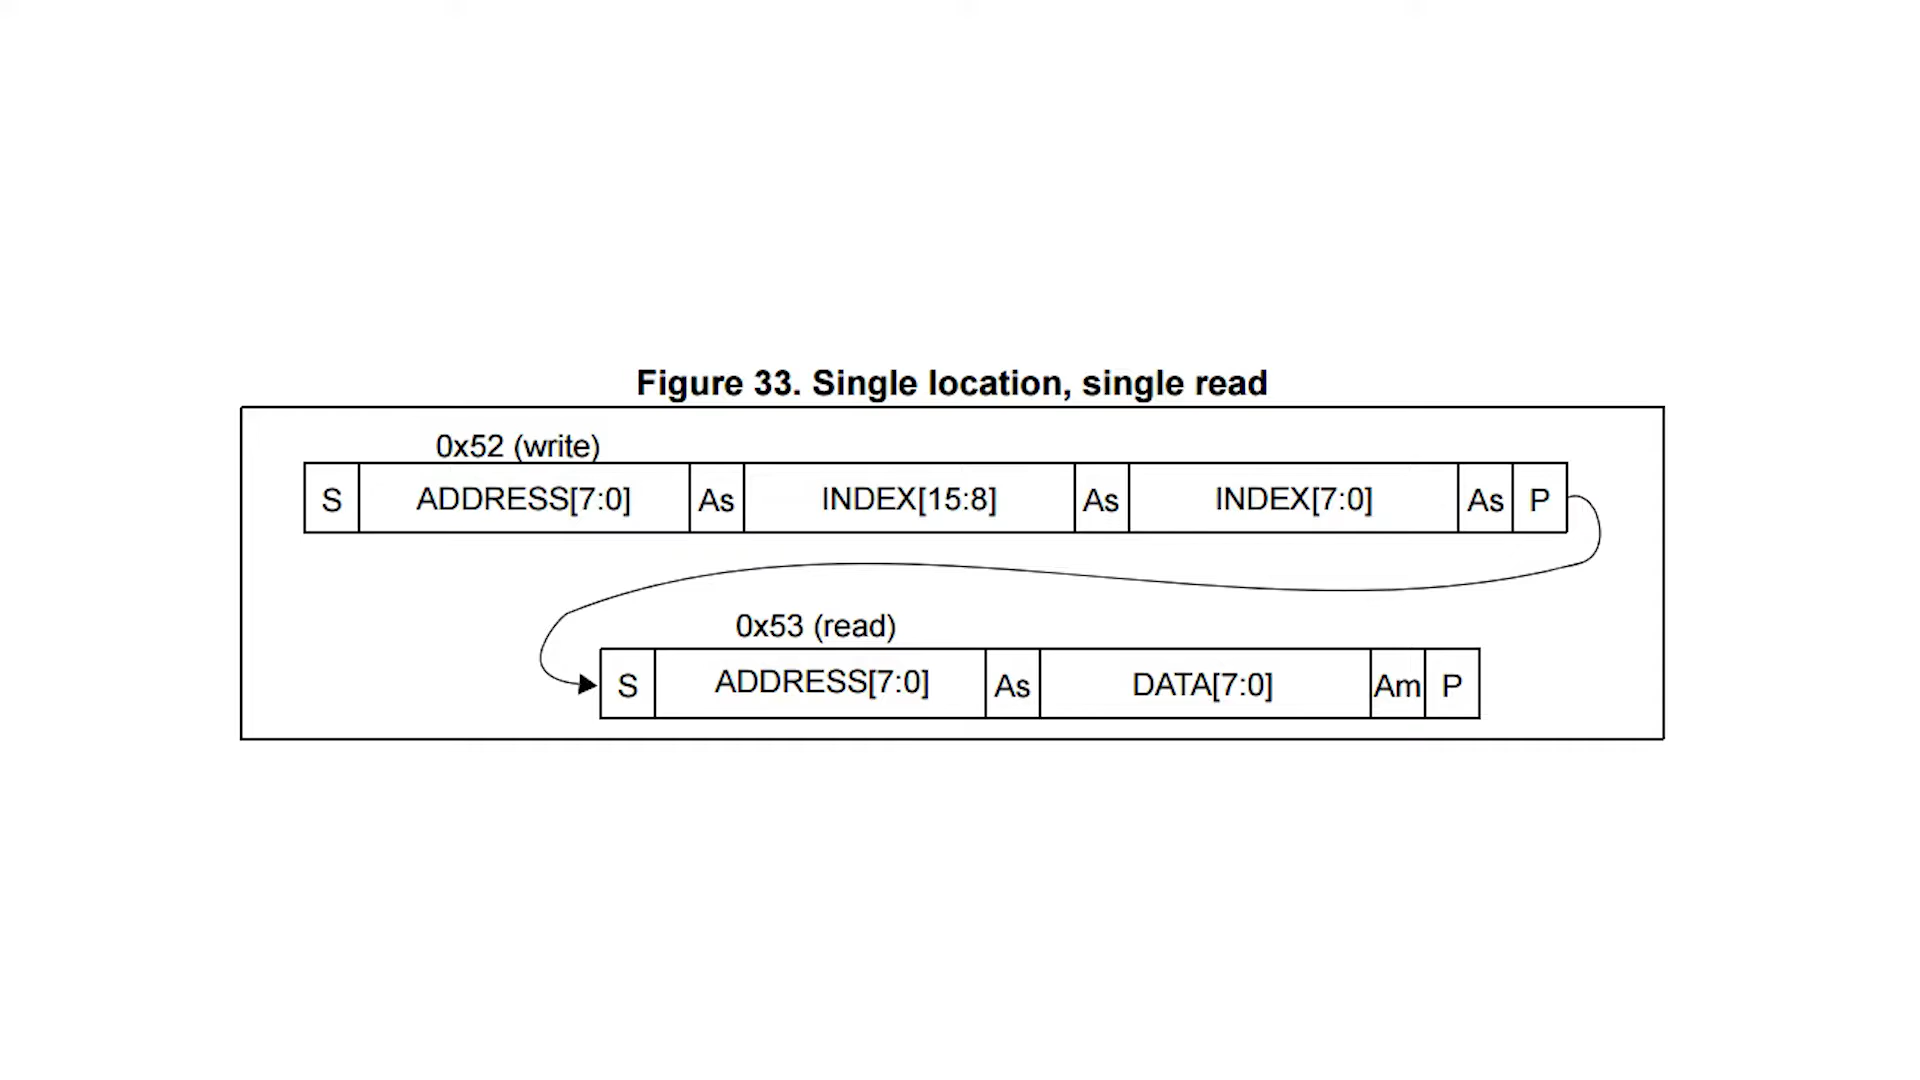 Figure 33. Single location, single read
0x52 (write)
S ADDRESS[7:0] As INDEX[15:8] As INDEX[7:0] As P
0x53 (read)
S ADDRESS[7:0] As DATA[7:0] Am P